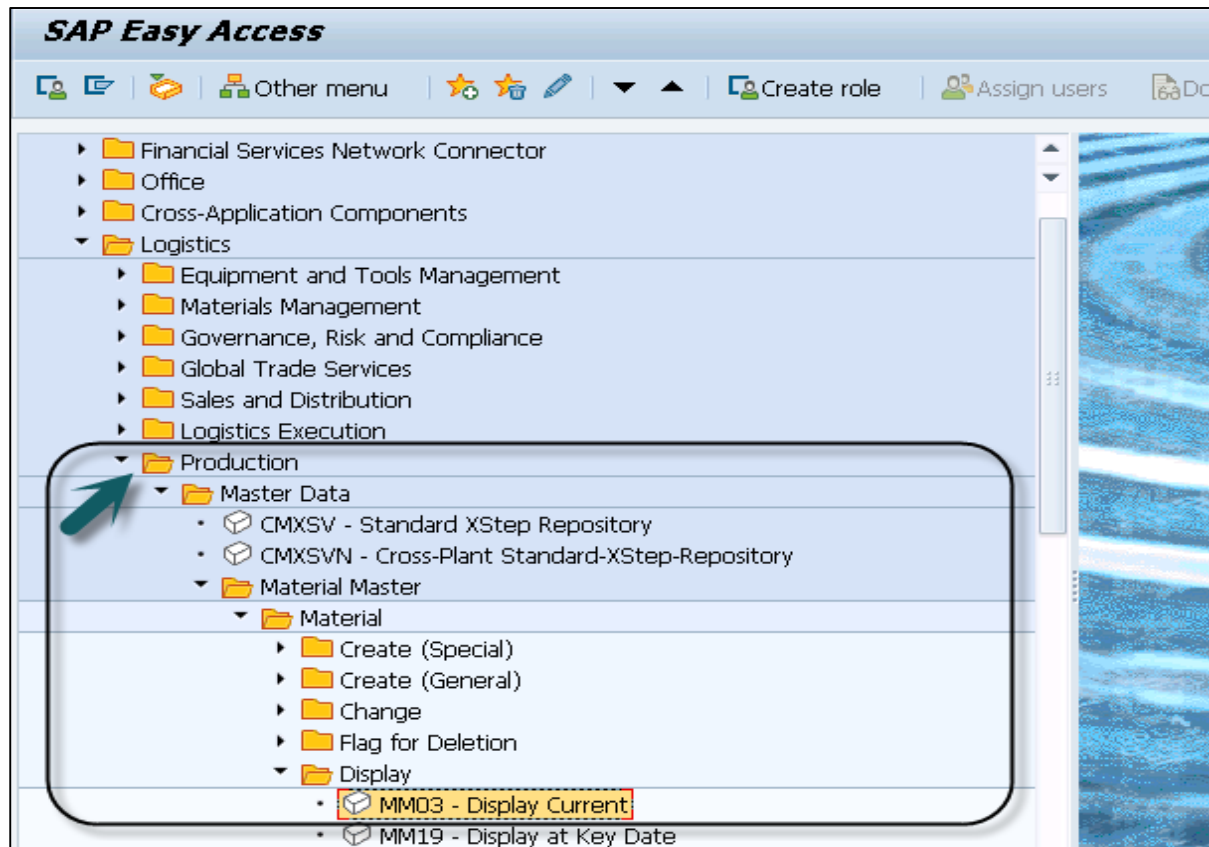 SAP Easy Access
Other menu Create role Assign users
Financial Services Network Connector
Office
Cross-Application Components
Logistics
Equipment and Tools Management
Materials Management
Governance, Risk and Compliance
Global Trade Services
Sales and Distribution
Logistics Execution
Production
Master Data
CMXSV - Standard XStep Repository
CMXSVN - Cross-Plant Standard-XStep-Repository
Material Master
Material
Create (Special)
Create (General)
Change
Flag for Deletion
Display
MM03 - Display Current
MM19 - Display at Key Date